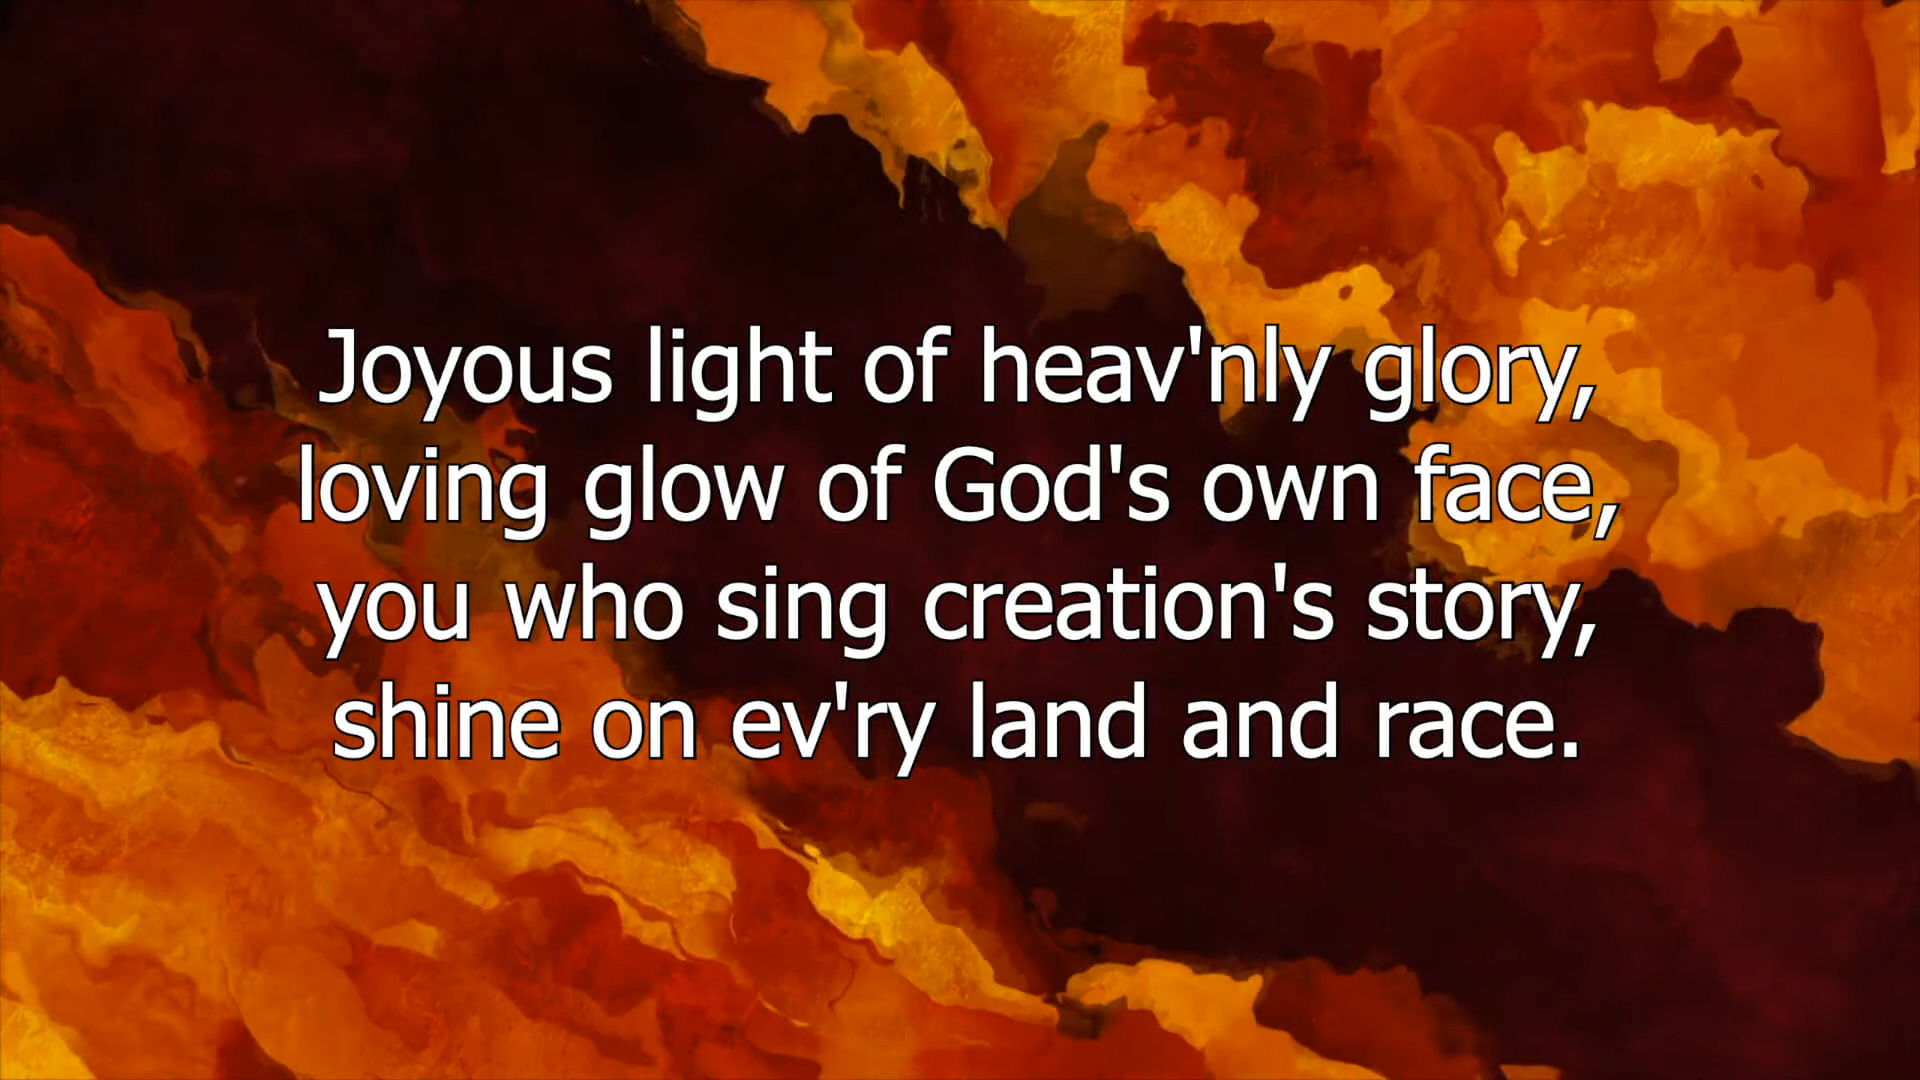 Joyous light of heav'nly glory,
loving glow of God's own face,
you who sing creation's story,
shine on ev'ry land and race.